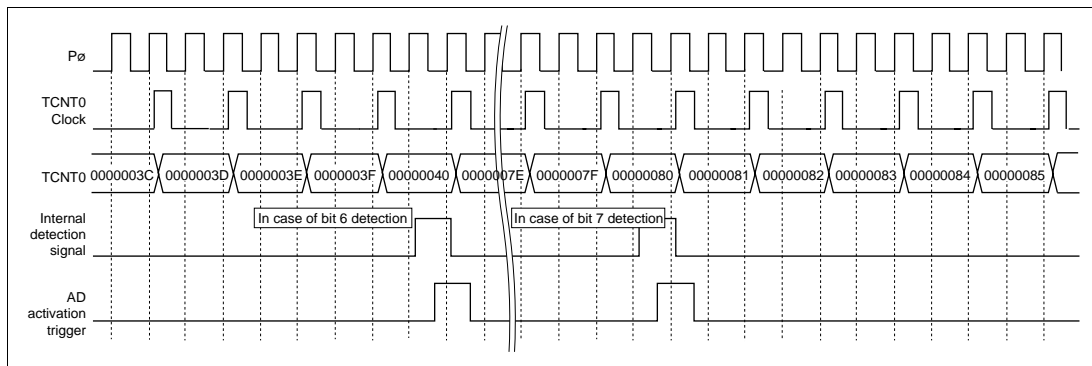 Pø
TCNT0
Clock
TCNT0
0000003C 0000003D 0000003E 0000003F 00000040 0000007E 0000007F 00000080 00000081 00000082 00000083 00000084 00000085
Internal
detection
signal
In case of bit 6 detection
In case of bit 7 detection
AD
activation
trigger